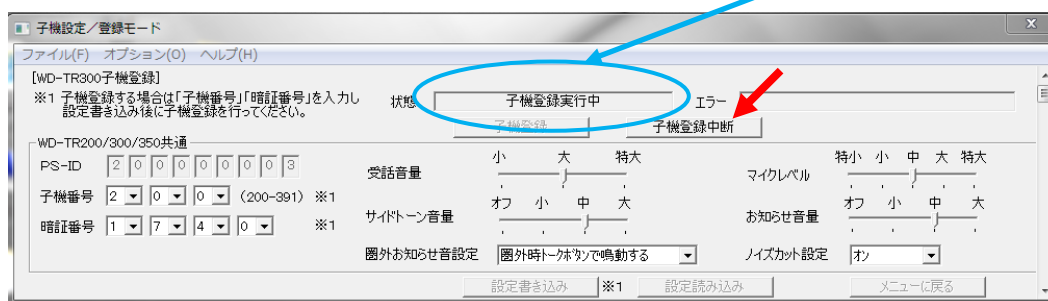 子機設定／登録モード
ファイル(F) オプション(O) ヘルプ(H)
[WD-TR300子機登録]
※1 子機登録する場合は「子機番号」「暗証番号」を入力し
設定書き込み後に子機登録を行ってください。
状態 子機登録実行中 エラー
子機登録 子機登録中断
WD-TR200/300/350共通
PS-ID 2 0 0 0 0 0 0 0 3
子機番号 2 0 0 (200-391) ※1
暗証番号 1 7 4 0 ※1
受話音量 小 大 特大
マイクレベル 特小 小 中 大 特大
サイドトーン音量 オフ 小 中 大
お知らせ音量 オフ 小 中 大
圏外お知らせ音設定 圏外時トークボタンで鳴動する
ノイズカット設定 オン
設定書き込み ※1 設定読み込み メニューに戻る